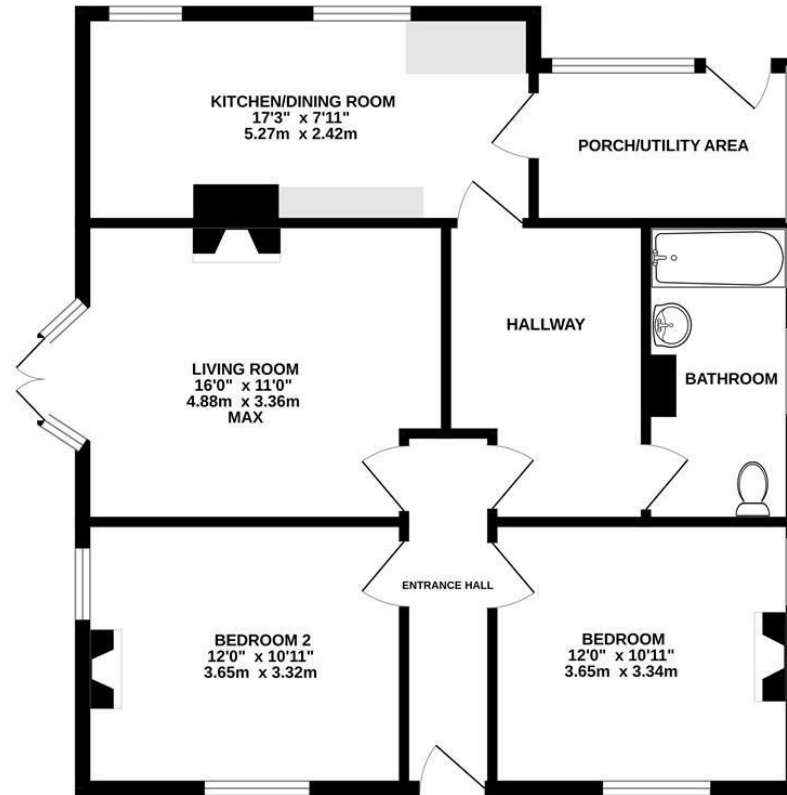 KITCHEN/DINING ROOM
17'3" x 7'11"
5.27m x 2.42m
PORCH/UTILITY AREA
HALLWAY
LIVING ROOM
16'0" x 11'0"
4.88m x 3.36m
MAX
BATHROOM
ENTRANCE HALL
BEDROOM 2
12'0" x 10'11"
3.65m x 3.32m
BEDROOM
12'0" x 10'11"
3.65m x 3.34m